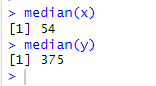 > median(x)
[1] 54
> median(y)
[1] 375
>